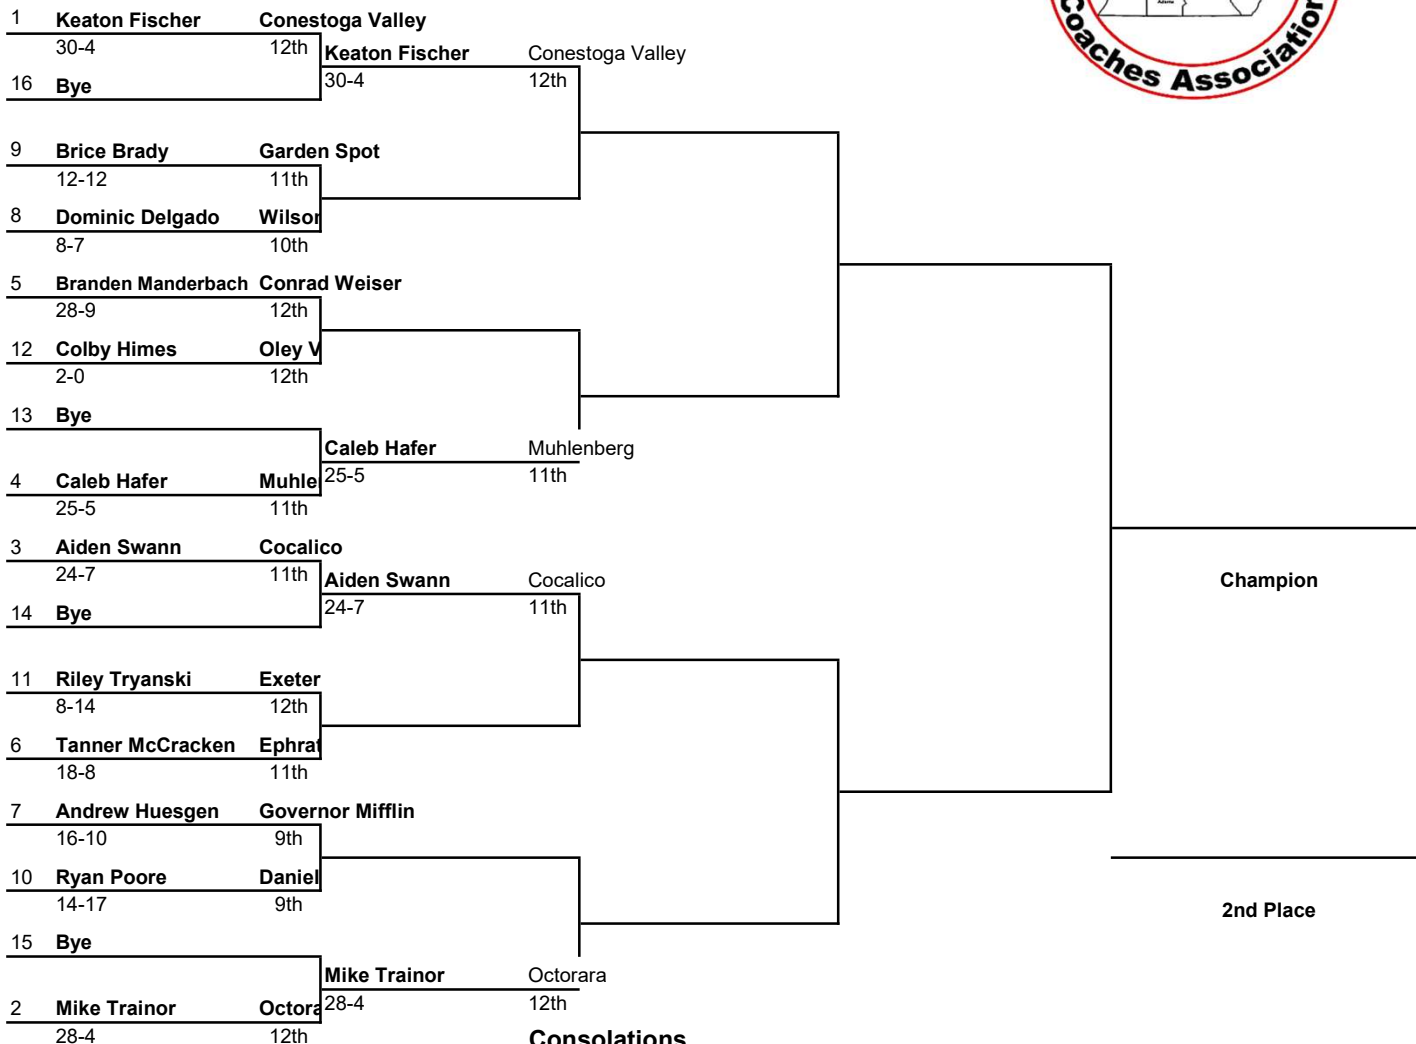 Coaches Association
1 Keaton Fischer Conestoga Valley
30-4 12th
Keaton Fischer Conestoga Valley
30-4 12th
16 Bye
9 Brice Brady Garden Spot
12-12 11th
8 Dominic Delgado Wilson
8-7 10th
5 Branden Manderbach Conrad Weiser
28-9 12th
12 Colby Himes Oley V
2-0 12th
13 Bye
Caleb Hafer Muhlenberg
25-5 11th
4 Caleb Hafer Muhle
25-5 11th
3 Aiden Swann Cocalico
24-7 11th
Aiden Swann Cocalico
24-7 11th
14 Bye
Champion
11 Riley Tryanski Exeter
8-14 12th
6 Tanner McCracken Ephrat
18-8 11th
7 Andrew Huesgen Governor Mifflin
16-10 9th
10 Ryan Poore Daniel
14-17 9th
2nd Place
15 Bye
Mike Trainor Octorara
28-4 12th
2 Mike Trainor Octora
28-4 12th
Consolations